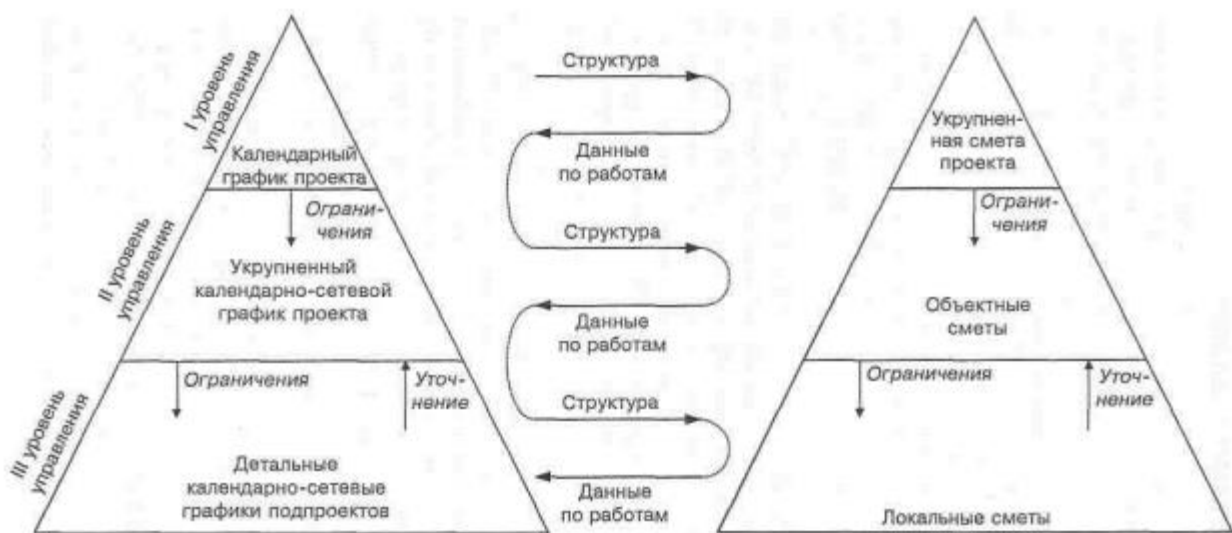 I уровень
управления
Календарный
график проекта
Ограни-
чения
II уровень
управления
Укрупненный
календарно-сетевой
график проекта
Ограничения
Уточ-
нение
III уровень
управления
Детальные
календарно-сетевые
графики подпроектов
Структура
Данные
по работам
Структура
Данные
по работам
Структура
Данные
по работам
Укрупнен-
ная смета
проекта
Ограни-
чения
Объектные
сметы
Ограничения
Уточ-
нение
Локальные сметы